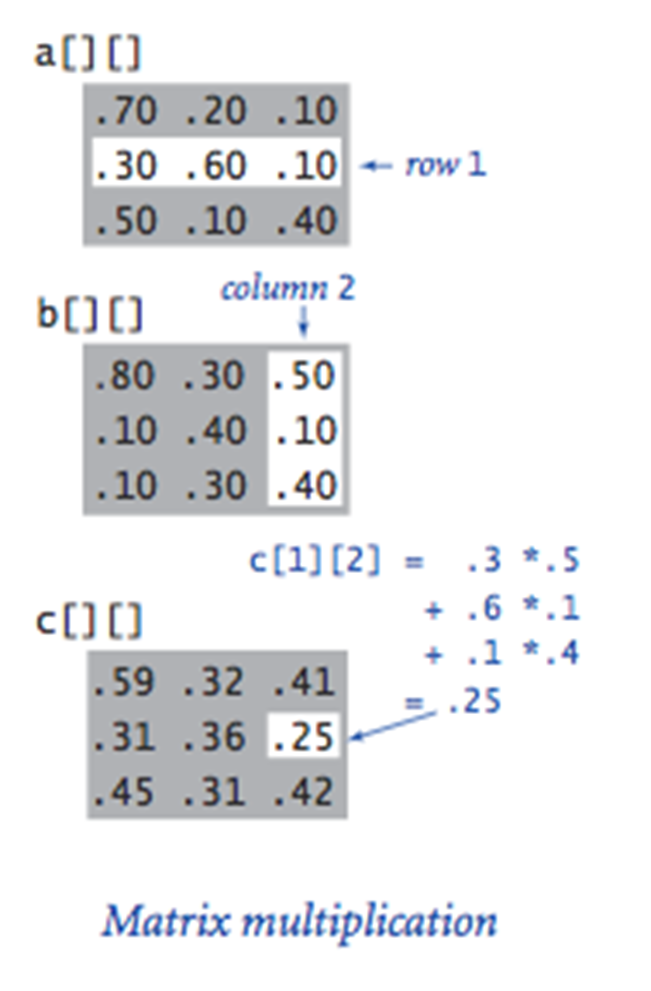 a[][]
.70 .20 .10
.30 .60 .10 ← row 1
.50 .10 .40
column 2
b[][]
.80 .30 .50
.10 .40 .10
.10 .30 .40
c[1][2] = .3 *.5
+ .6 *.1
c[][]
+ .1 *.4
.59 .32 .41
= .25
.31 .36 .25
.45 .31 .42
Matrix multiplication